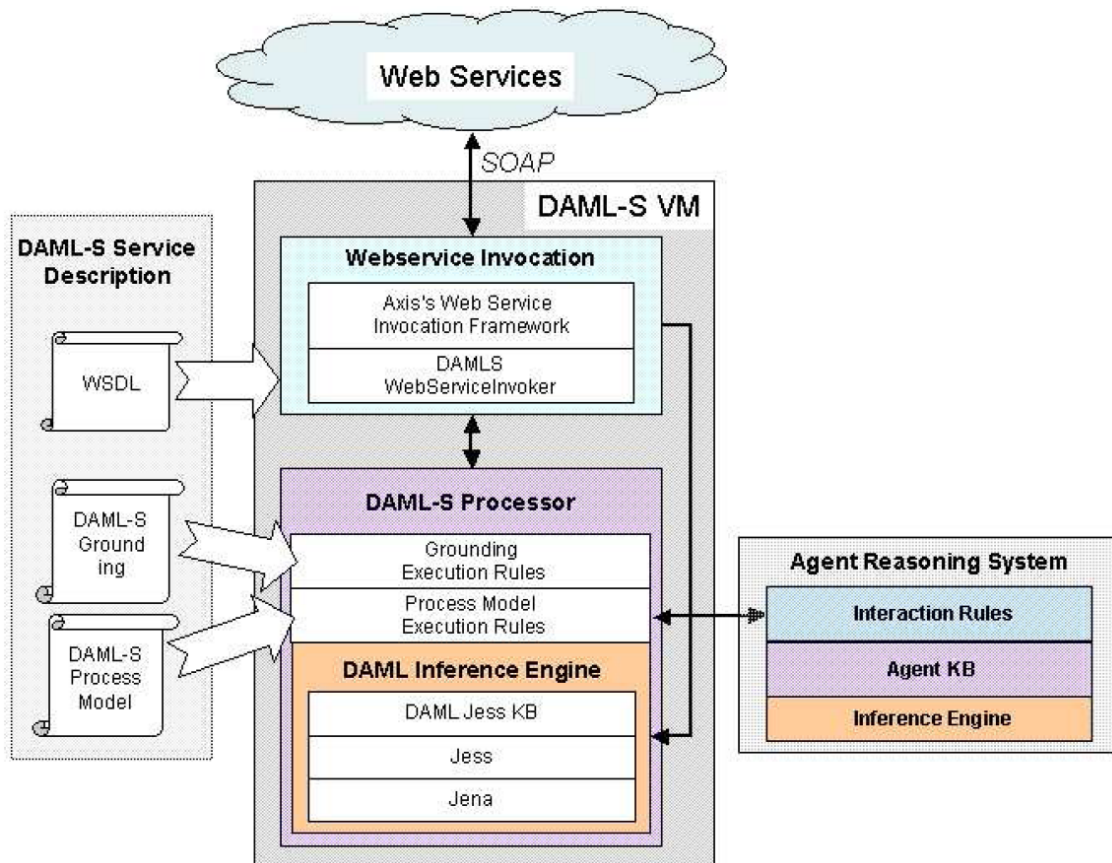 Web Services
SOAP
DAML-S VM
DAML-S Service
Description
WSDL
DAML-S
Ground
ing
DAML-S
Process
Model
Webservice Invocation
Axis's Web Service
Invocation Framework
DAMLS
WebServiceInvoker
DAML-S Processor
Grounding
Execution Rules
Process Model
Execution Rules
DAML Inference Engine
DAML Jess KB
Jess
Jena
Agent Reasoning System
Interaction Rules
Agent KB
Inference Engine